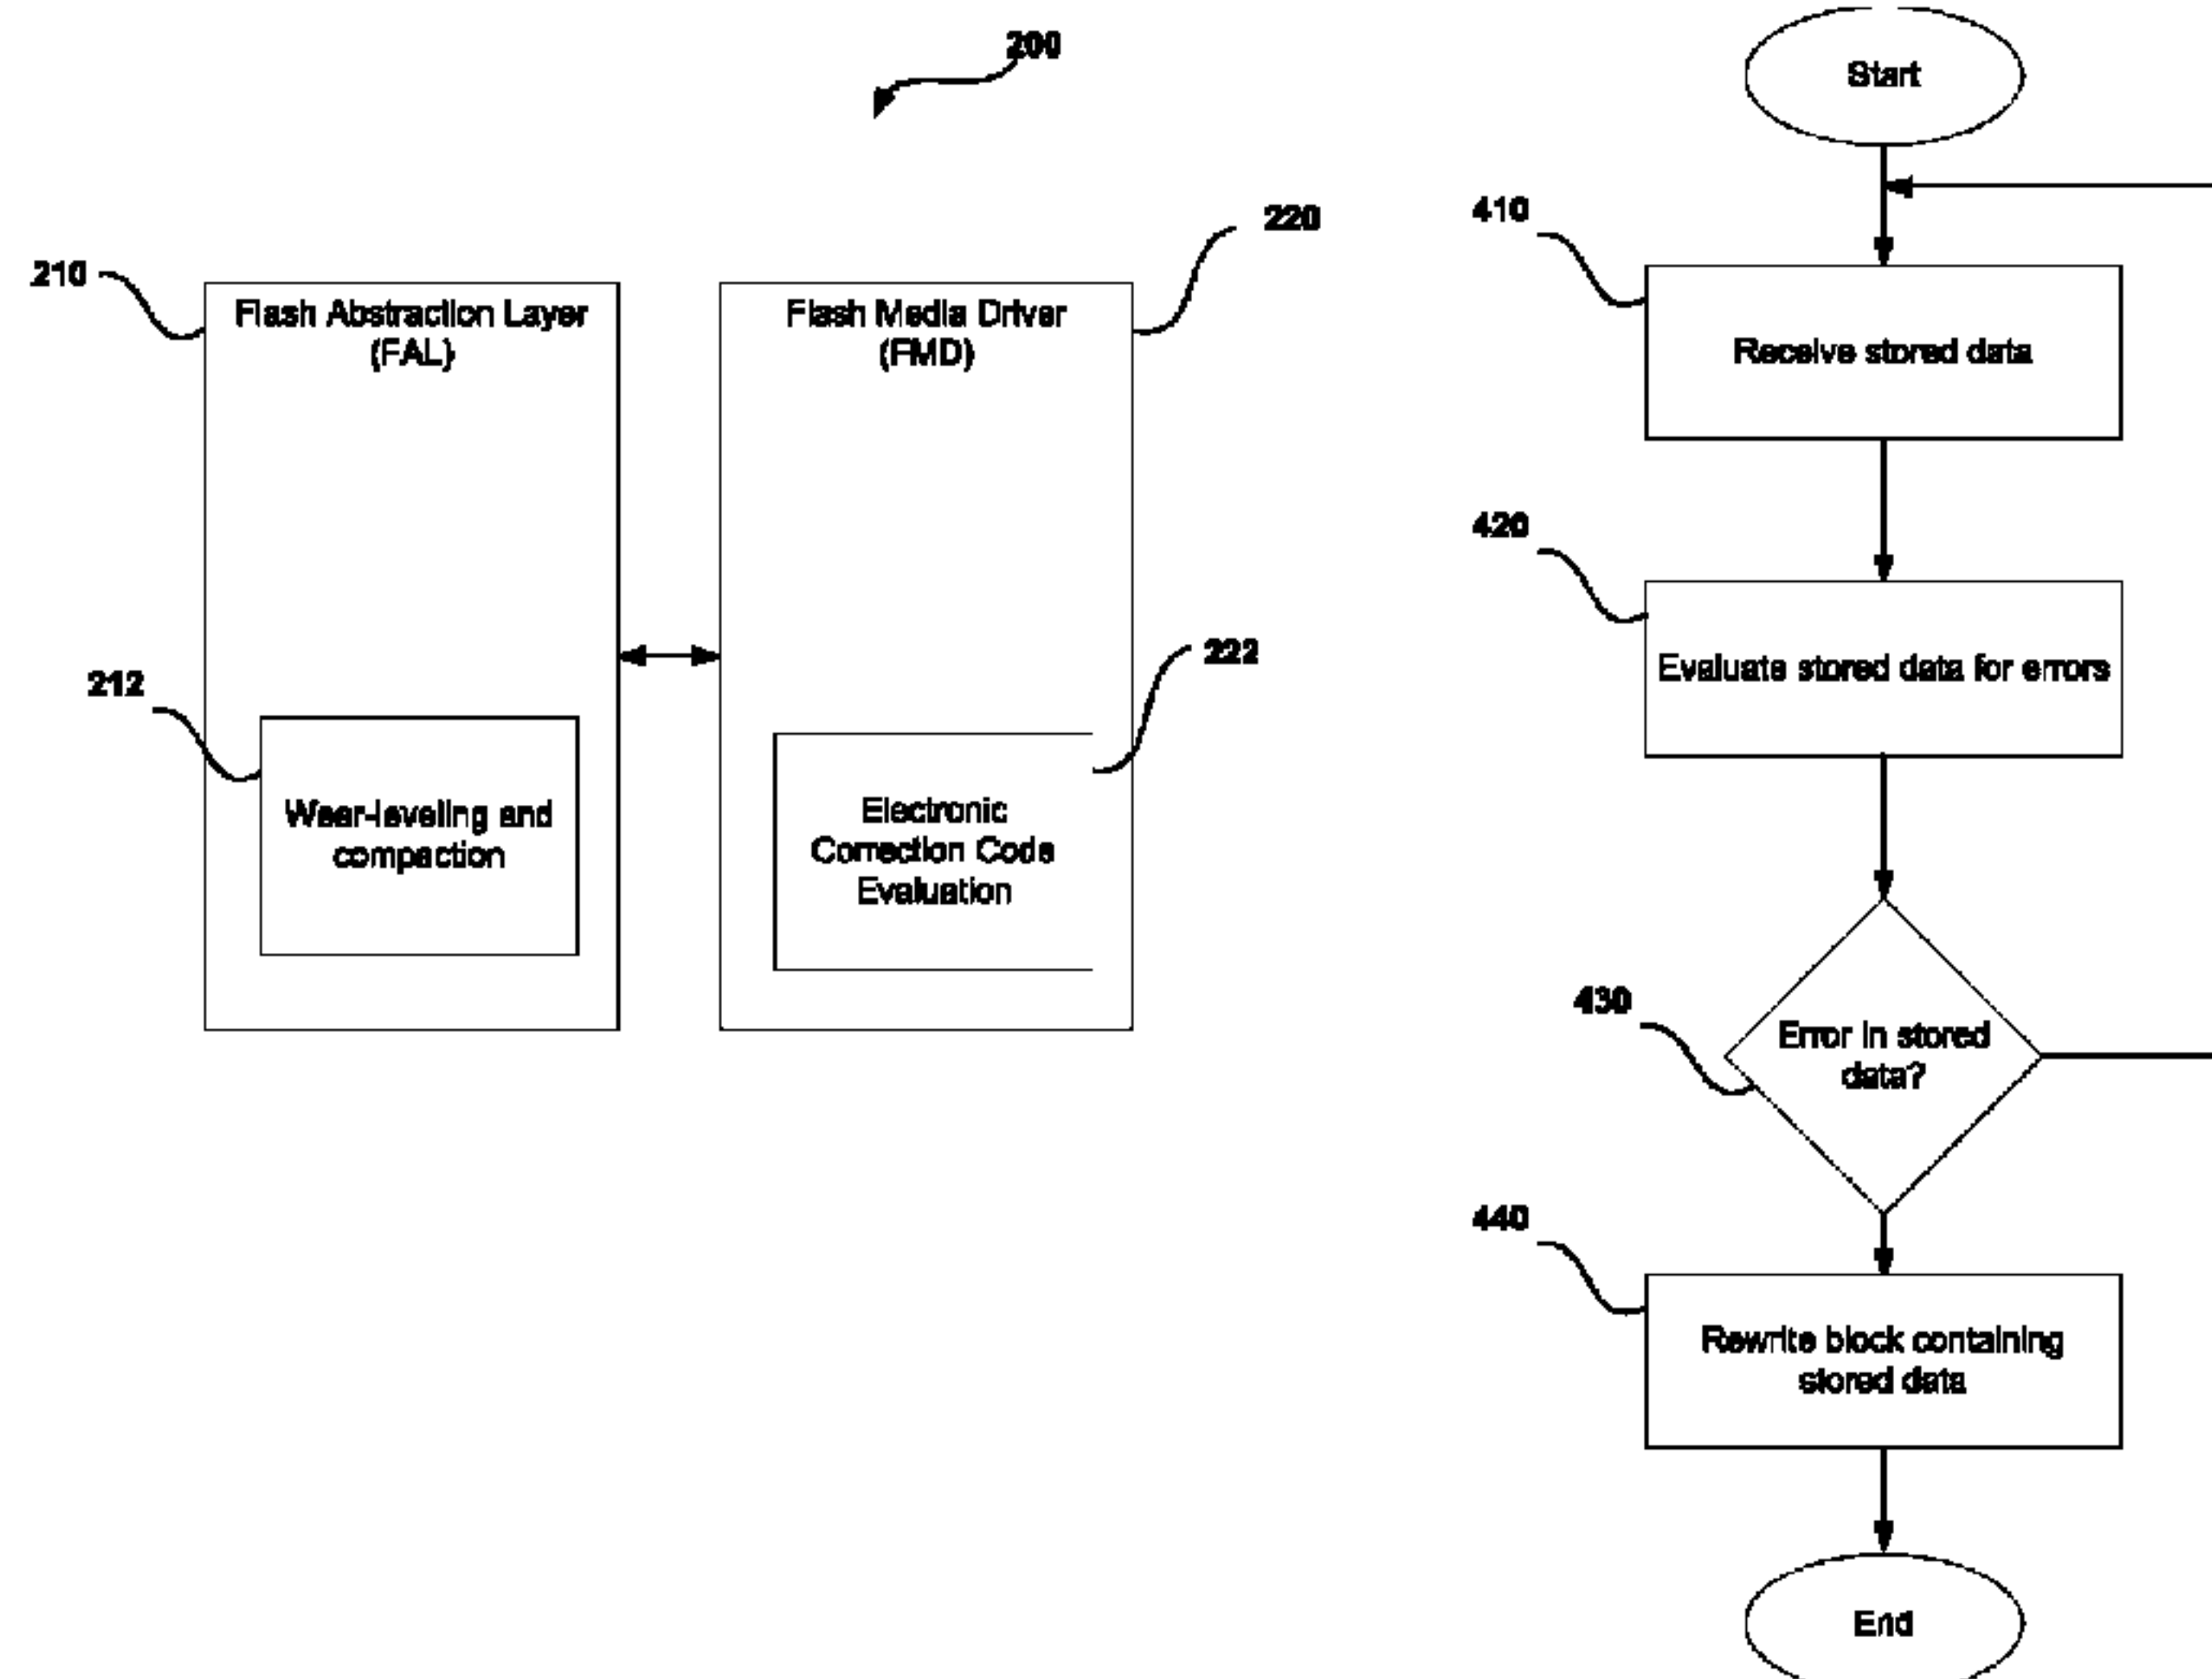 200
210
Flash Abstraction Layer
(FAL)
212
Wear-leveling and
compaction
220
Flash Media Driver
(FMD)
222
Electronic
Correction Code
Evaluation
Start
410
Receive stored data
420
Evaluate stored data for errors
430
Error in stored
data?
440
Rewrite block containing
stored data
End